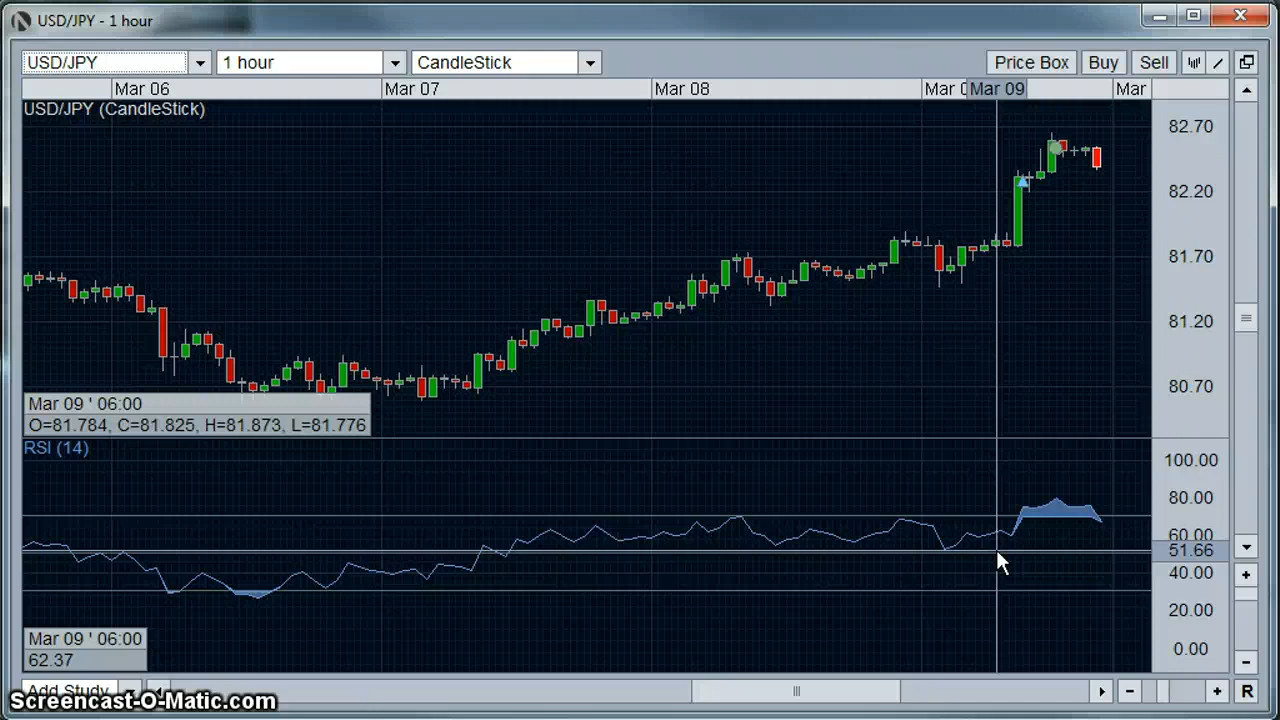 USD/JPY - 1 hour
USD/JPY 1 hour CandleStick Price Box Buy Sell
Mar 06 Mar 07 Mar 08 Mar 0 Mar 09 Mar
USD/JPY (CandleStick)
82.70
82.20
81.70
81.20
80.70
Mar 09 ' 06:00
O=81.784, C=81.825, H=81.873, L=81.776
RSI (14)
100.00
80.00
60.00
51.66
40.00
20.00
0.00
Mar 09 ' 06:00
62.37
Add Study
R
Screencast-O-Matic.com